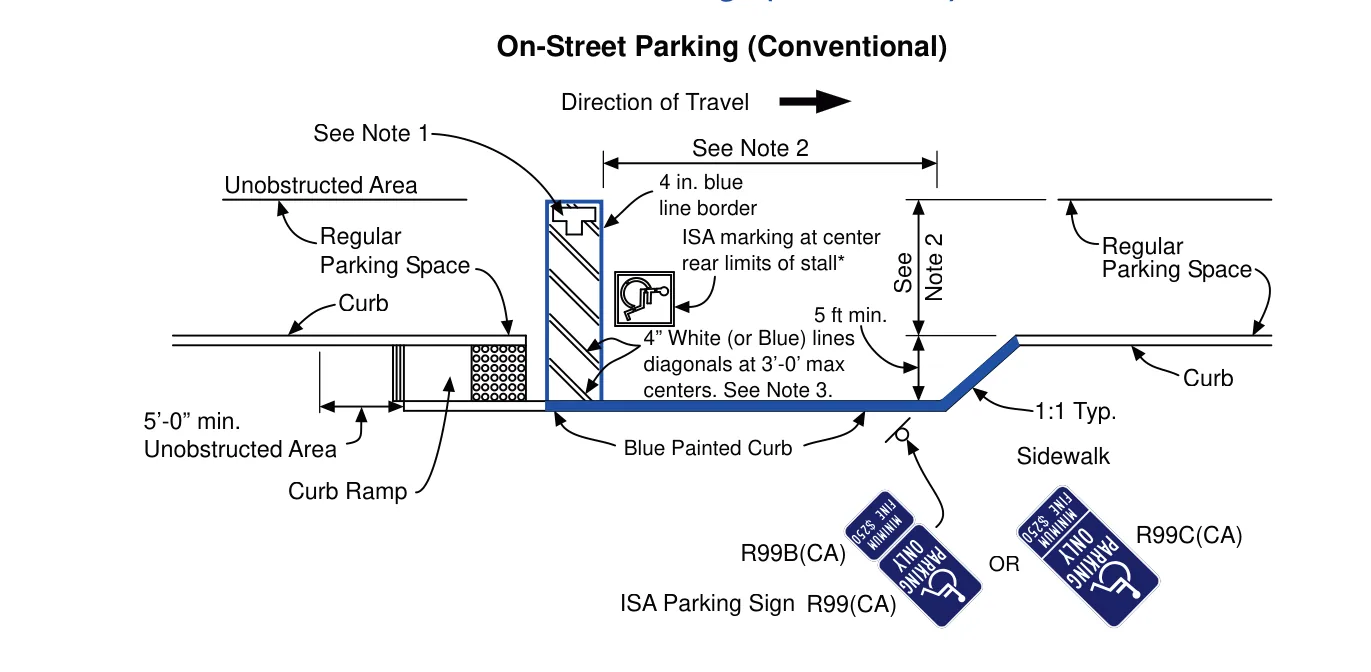 On-Street Parking (Conventional)
Direction of Travel
See Note 1
See Note 2
Unobstructed Area
4 in. blue
line border
Regular
Parking Space
ISA marking at center
rear limits of stall*
See
Note 2
Regular
Parking Space
Curb
5 ft min.
4” White (or Blue) lines
diagonals at 3’-0’ max
centers. See Note 3.
Curb
5’-0” min.
Unobstructed Area
1:1 Typ.
Blue Painted Curb
Sidewalk
Curb Ramp
R99B(CA)
MINIMUM
FINE $250
PARKING
ONLY
OR
MINIMUM
FINE $250
PARKING
ONLY
R99C(CA)
ISA Parking Sign R99(CA)